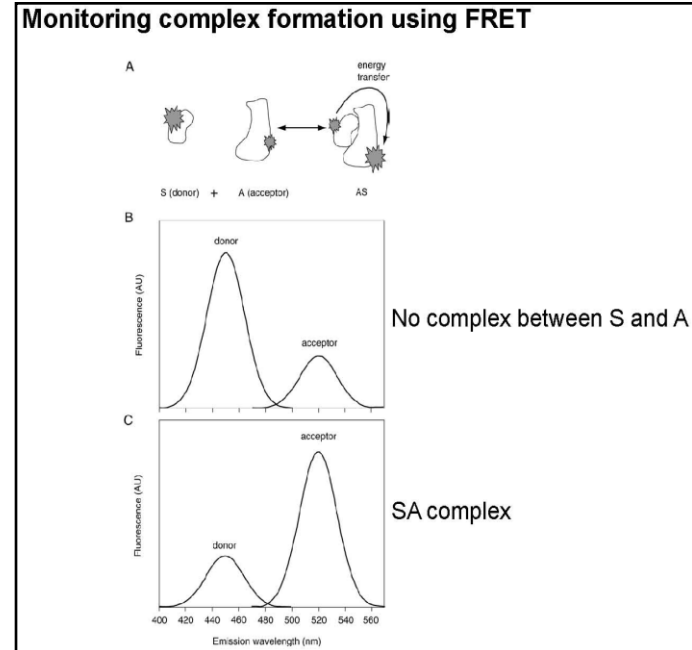 Monitoring complex formation using FRET
A
energy
transfer
S (donor) + A (acceptor) AS
B
donor
acceptor
Fluorescence (AU)
No complex between S and A
C
acceptor
donor
Fluorescence (AU)
SA complex
400 420 440 460 480 500 520 540 560
Emission wavelength (nm)